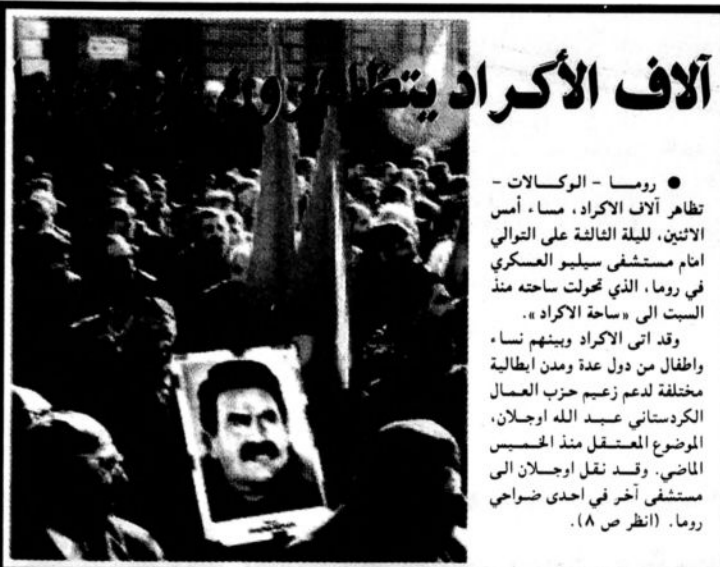 آلاف الأكراد يتظاهرون
● رومـــا - الوكـــالات -
تظاهر آلاف الاكراد، مساء أمس
الاثنين، لليلة الثالثة على التوالي
امام مستشفى سيليو العسكري
في روما، الذي تحولت ساحته منذ
السبت الى «ساحة الاكراد».
وقد اتى الاكراد وبينهم نساء
واطفال من دول عدة ومدن ايطالية
مختلفة لدعم زعيم حزب العمال
الكردستاني عبد الله اوجلان،
الموضوع المعتقل منذ الخميس
الماضي. وقد نقل اوجلان الى
مستشفى آخر في احدى ضواحي
روما. (انظر ص ٨).